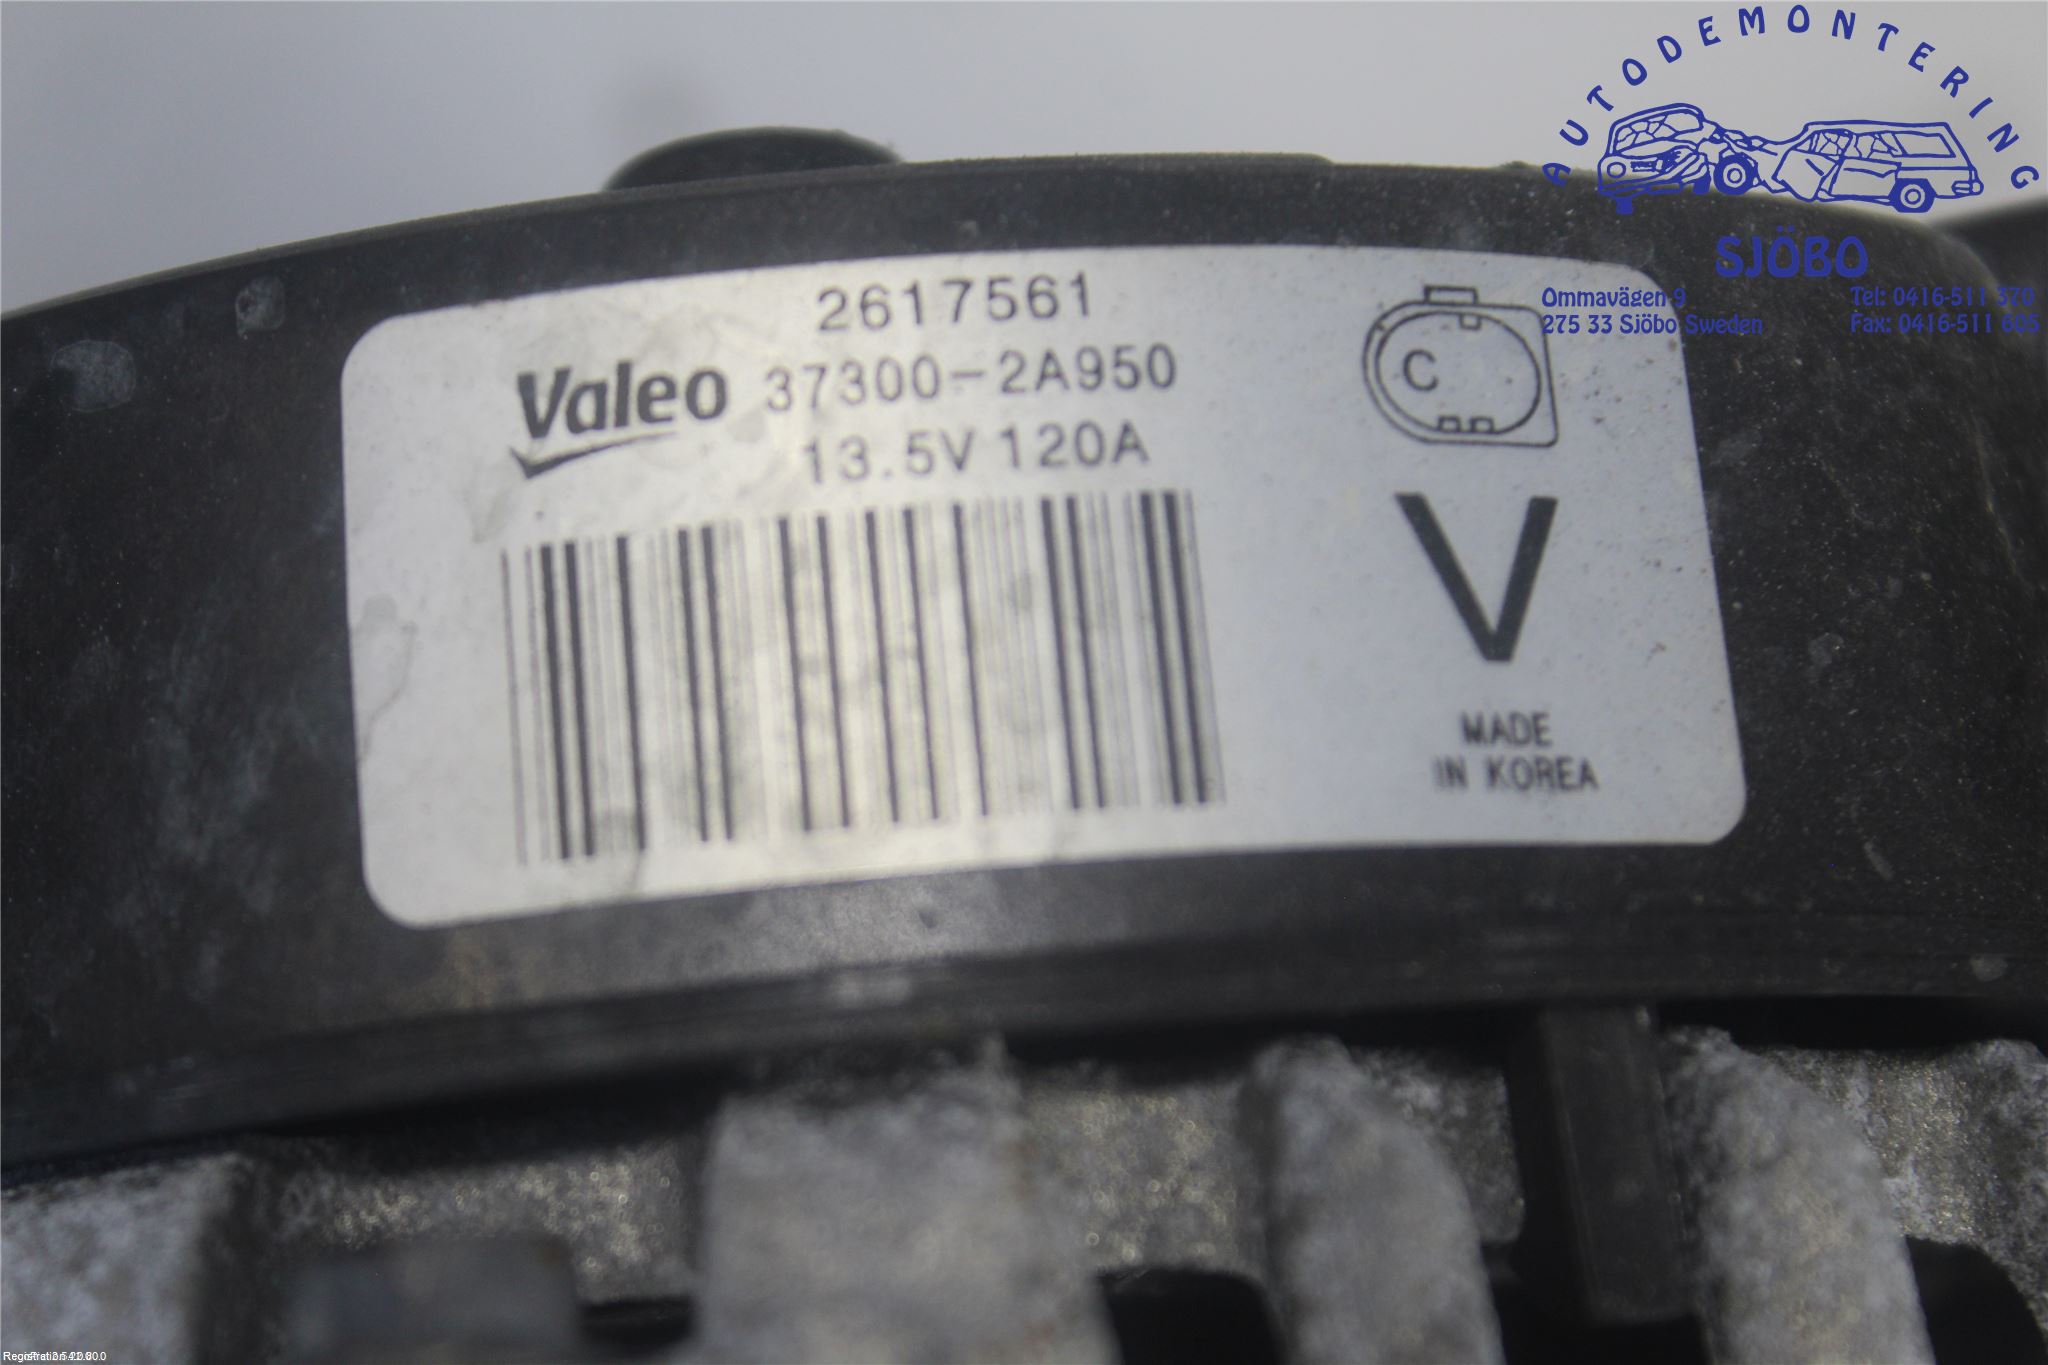 AUTODEMONTERING
SJÖBO
Ommavägen 9
275 33 Sjöbo Sweden
Tel: 0416-511 370
Fax: 0416-511 605
2617561
Valeo 37300-2A950
13.5V 120A
C
V
MADE
IN KOREA